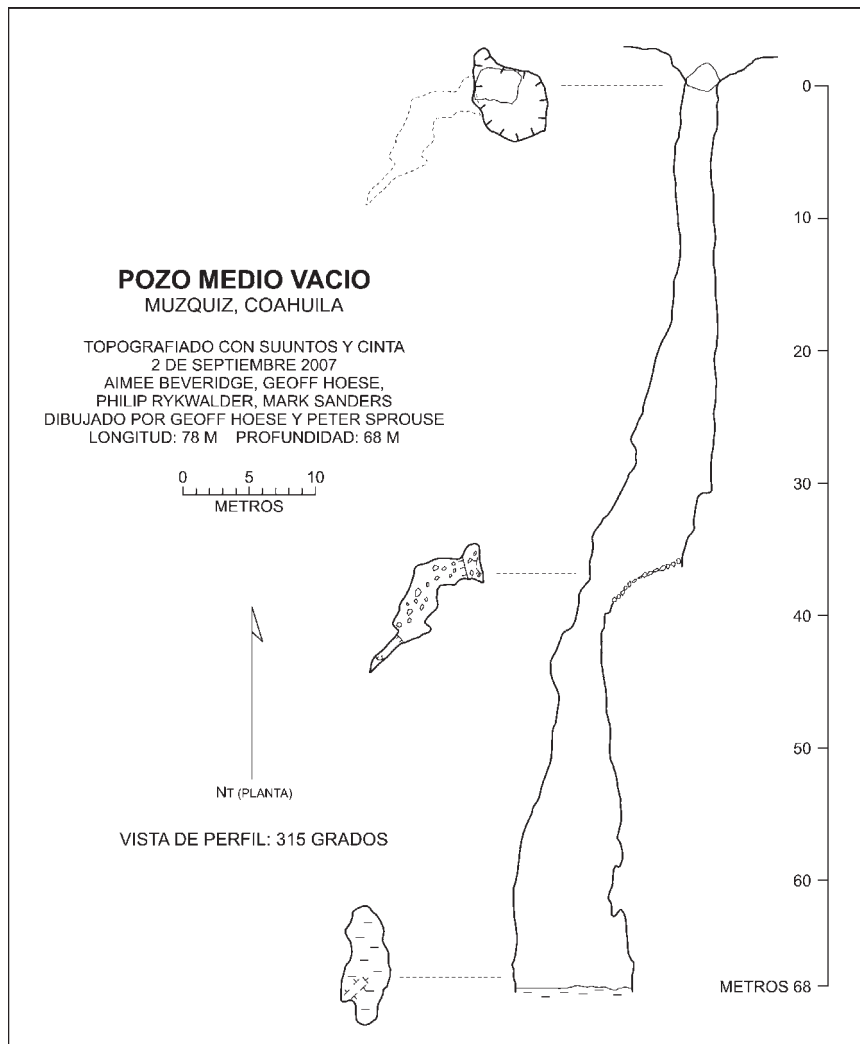 POZO MEDIO VACIO
MUZQUIZ, COAHUILA
TOPOGRAFIADO CON SUUNTOS Y CINTA
2 DE SEPTIEMBRE 2007
AIMEE BEVERIDGE, GEOFF HOESE,
PHILIP RYKWALDER, MARK SANDERS
DIBUJADO POR GEOFF HOESE Y PETER SPROUSE
LONGITUD: 78 M PROFUNDIDAD: 68 M
0 5 10
METROS
NT (PLANTA)
VISTA DE PERFIL: 315 GRADOS
0
10
20
30
40
50
60
METROS 68